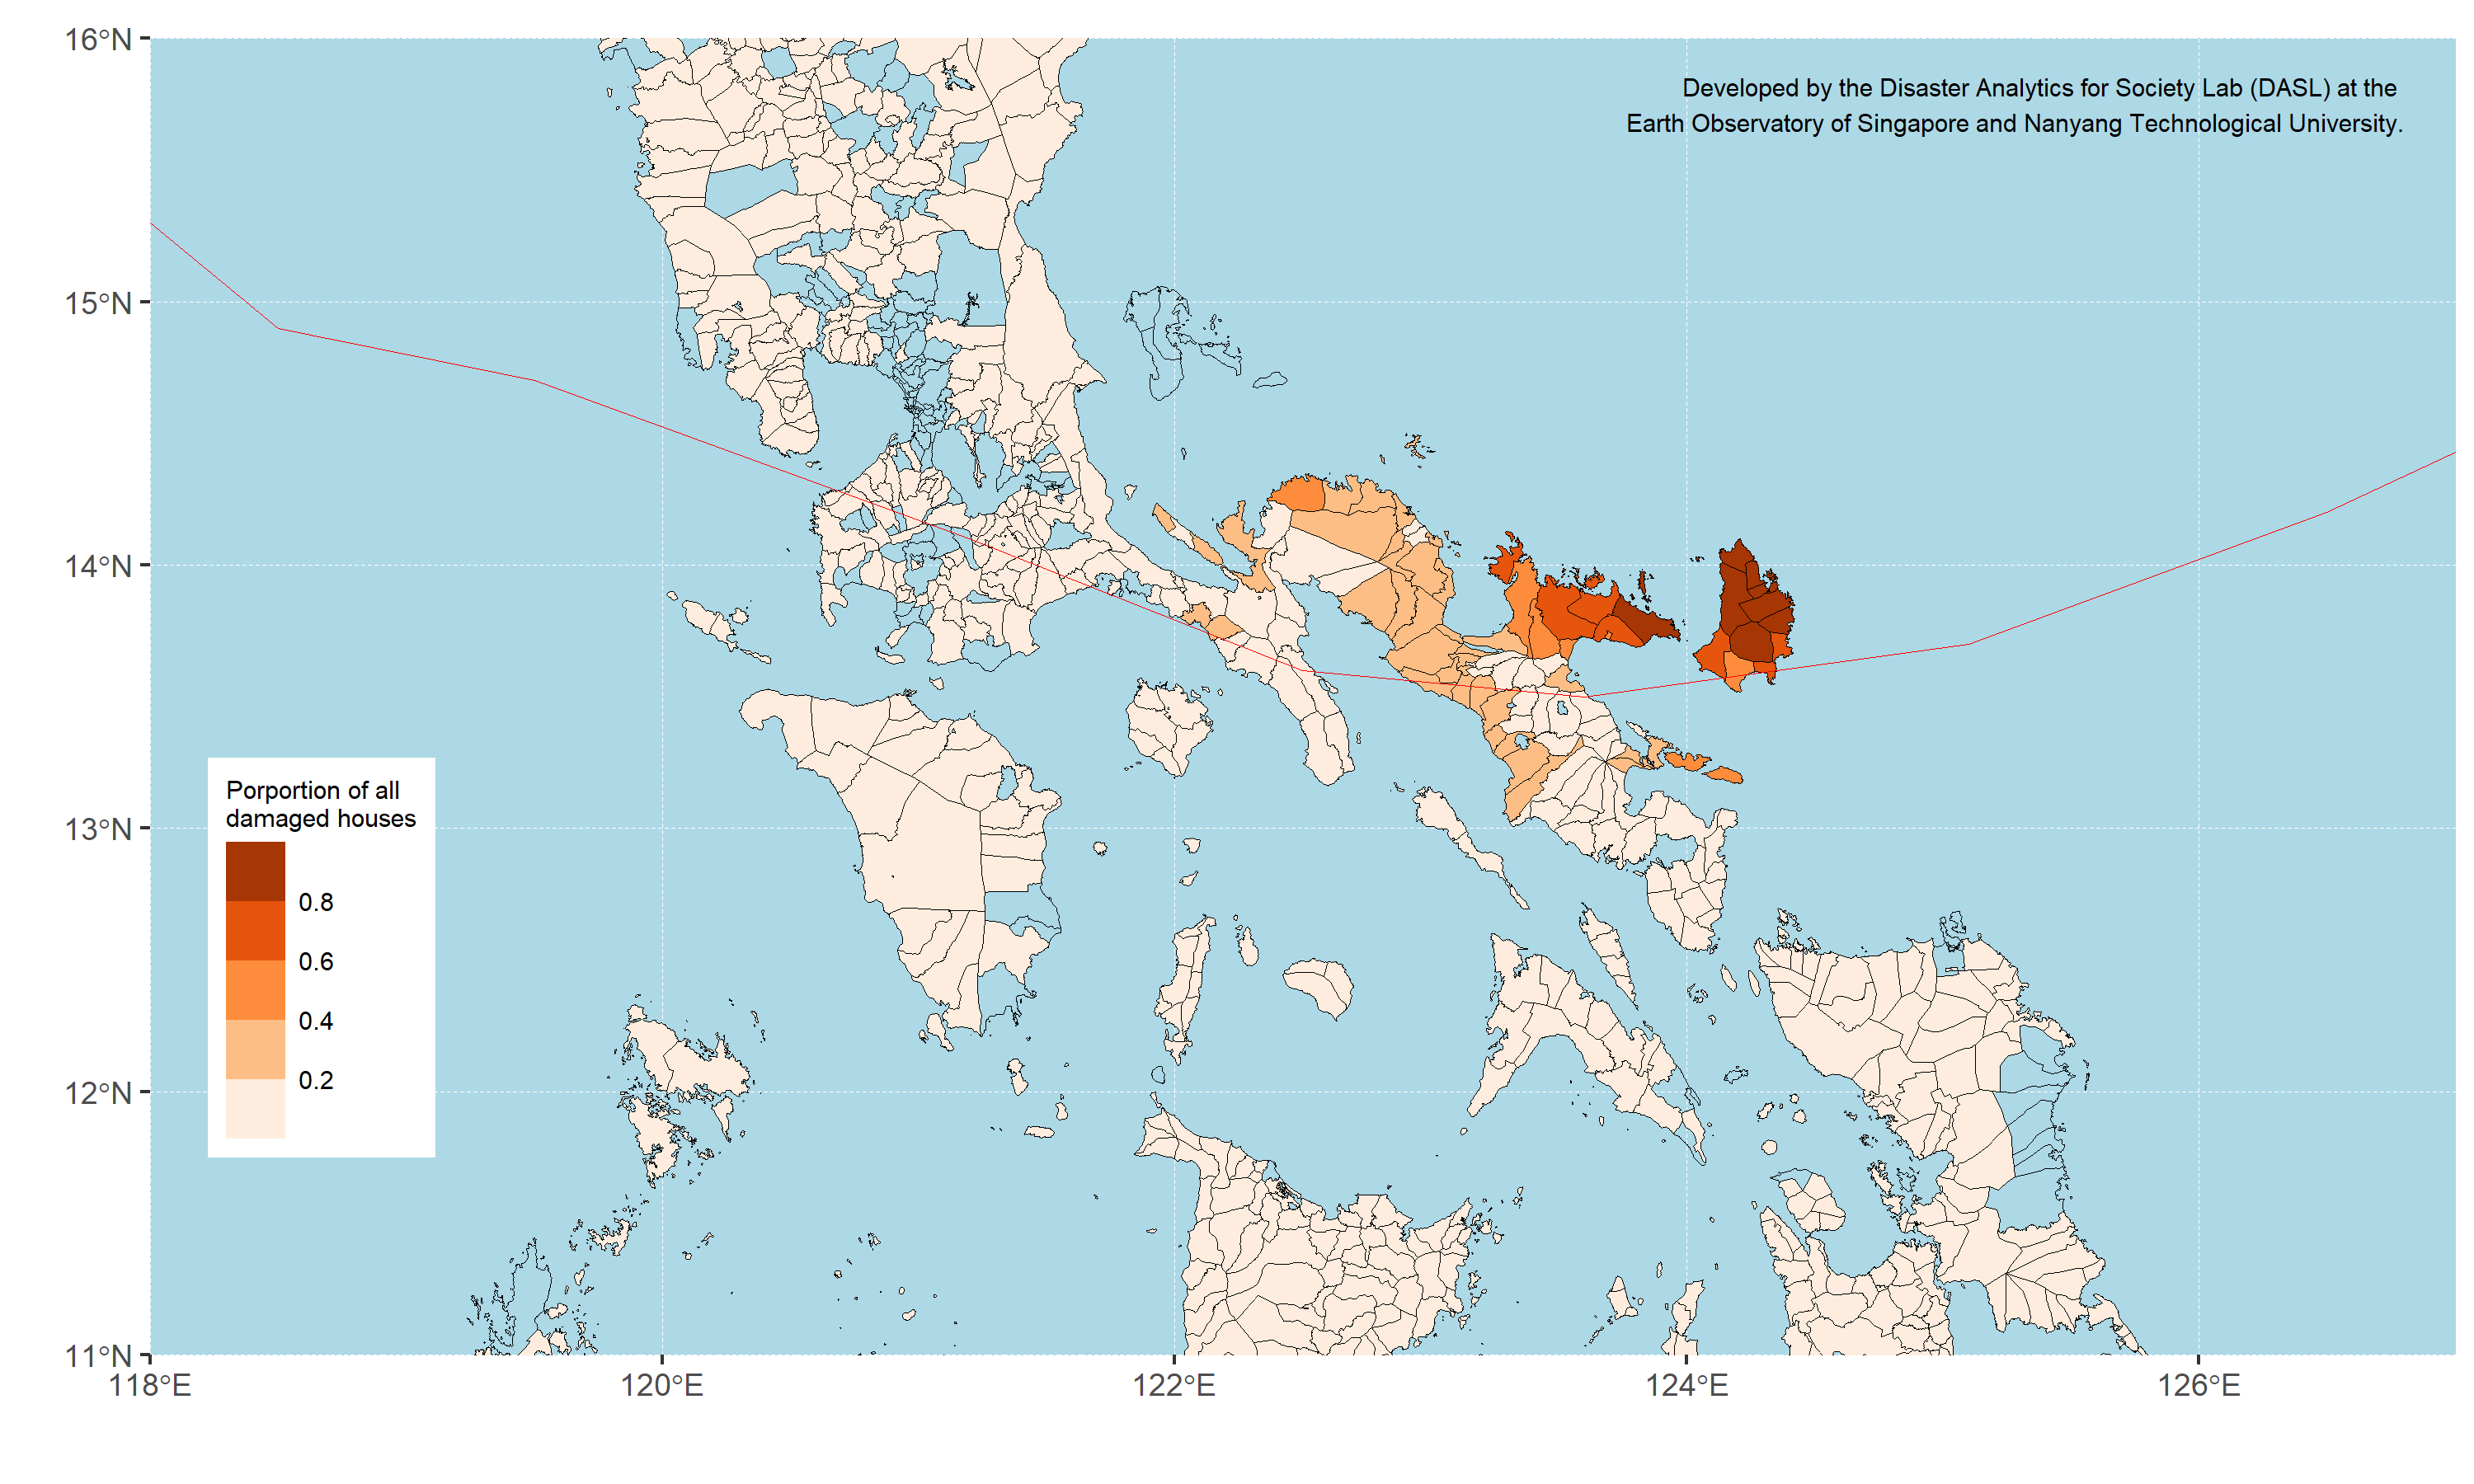 16°N
Developed by the Disaster Analytics for Society Lab (DASL) at the
Earth Observatory of Singapore and Nanyang Technological University.
15°N
14°N
13°N
12°N
11°N
Porportion of all
damaged houses
0.8
0.6
0.4
0.2
118°E 120°E 122°E 124°E 126°E